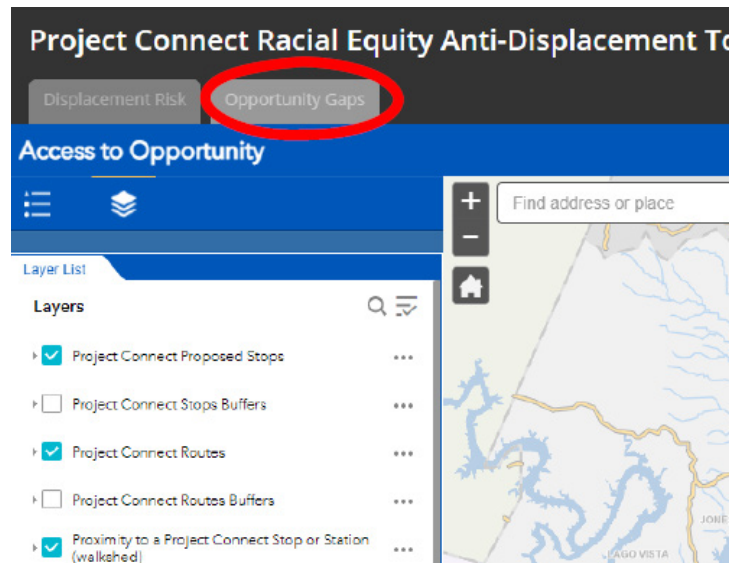 Project Connect Racial Equity Anti-Displacement To
Displacement Risk
Opportunity Gaps
Access to Opportunity
Find address or place
Layer List
Layers
Project Connect Proposed Stops
Project Connect Stops Buffers
Project Connect Routes
Project Connect Routes Buffers
Proximity to a Project Connect Stop or Station
(walkshed)
JONE
LAGO VISTA